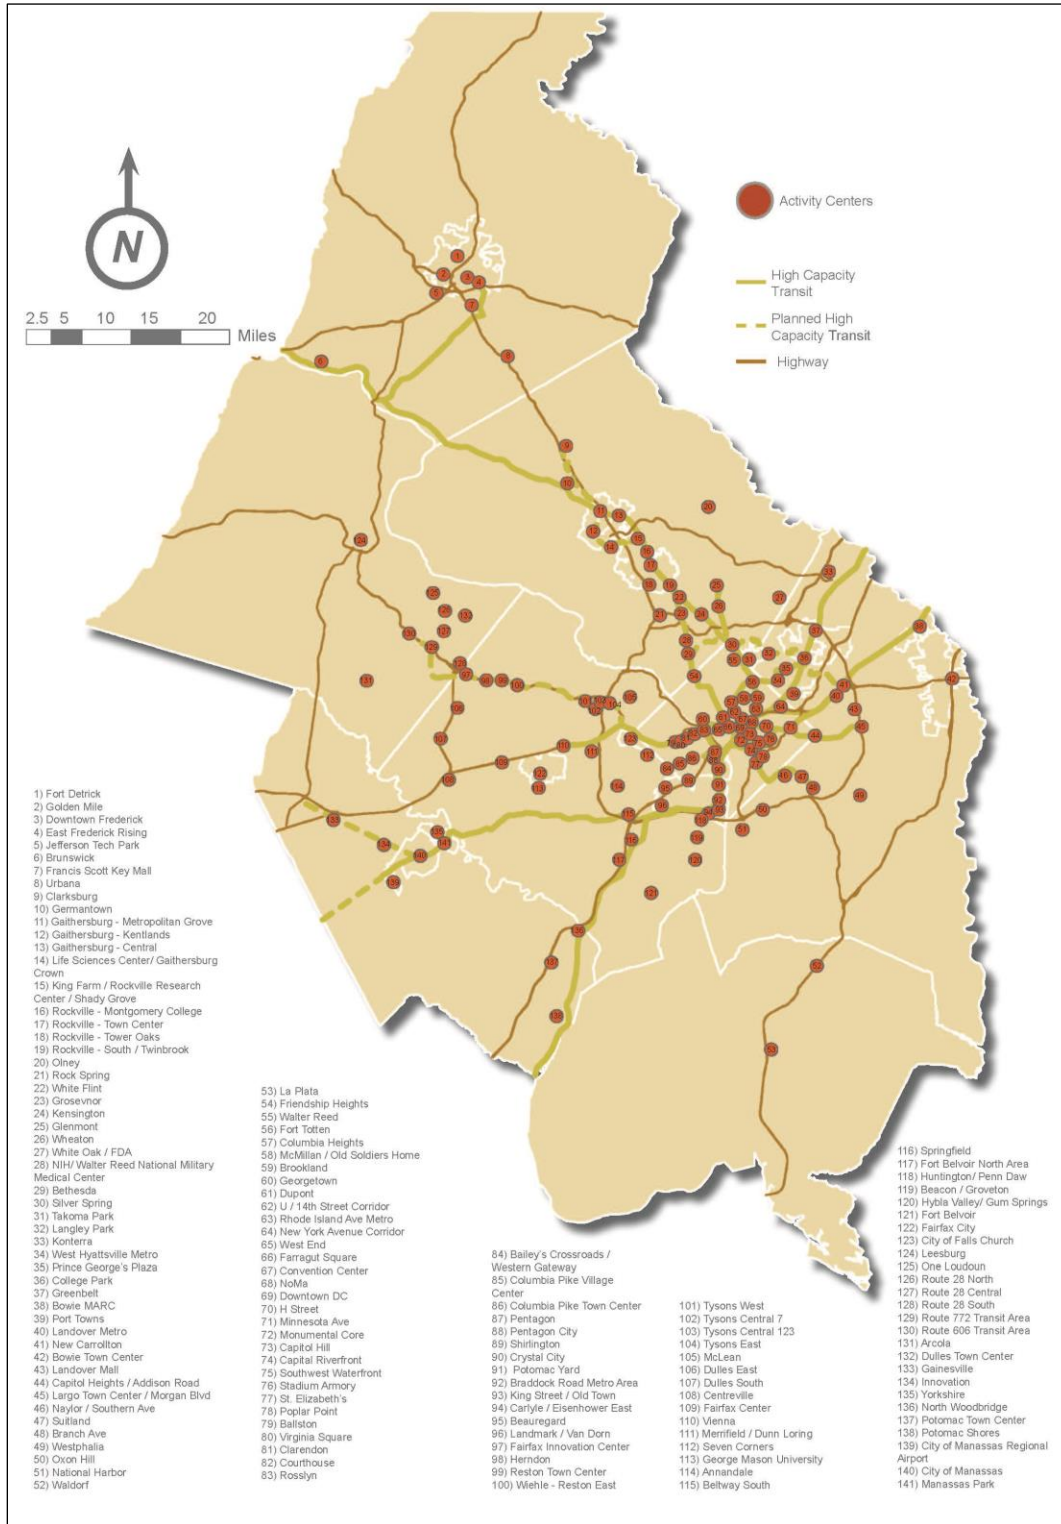 Activity Centers
High Capacity
Transit
Planned High
Capacity Transit
Highway
N
2.5 5 10 15 20
Miles
1) Fort Detrick
2) Golden Mile
3) Downtown Frederick
4) East Frederick Rising
5) Jefferson Tech Park
6) Brunswick
7) Francis Scott Key Mall
8) Urbana
9) Clarksburg
10) Germantown
11) Gaithersburg - Metropolitan Grove
12) Gaithersburg - Kentlands
13) Gaithersburg - Central
14) Life Sciences Center/ Gaithersburg
Crown
15) King Farm / Rockville Research
Center / Shady Grove
16) Rockville - Montgomery College
17) Rockville - Town Center
18) Rockville - Tower Oaks
19) Rockville - South / Twinbrook
20) Olney
21) Rock Spring
22) White Flint
23) Grosevnor
24) Kensington
25) Glenmont
26) Wheaton
27) White Oak / FDA
28) NIH/ Walter Reed National Military
Medical Center
29) Bethesda
30) Silver Spring
31) Takoma Park
32) Langley Park
33) Konterra
34) West Hyattsville Metro
35) Prince George's Plaza
36) College Park
37) Greenbelt
38) Bowie MARC
39) Port Towns
40) Landover Metro
41) New Carrollton
42) Bowie Town Center
43) Landover Mall
44) Capitol Heights / Addison Road
45) Largo Town Center / Morgan Blvd
46) Naylor / Southern Ave
47) Suitland
48) Branch Ave
49) Westphalia
50) Oxon Hill
51) National Harbor
52) Waldorf
53) La Plata
54) Friendship Heights
55) Walter Reed
56) Fort Totten
57) Columbia Heights
58) McMillan / Old Soldiers Home
59) Brookland
60) Georgetown
61) Dupont
62) U / 14th Street Corridor
63) Rhode Island Ave Metro
64) New York Avenue Corridor
65) West End
66) Farragut Square
67) Convention Center
68) NoMa
69) Downtown DC
70) H Street
71) Minnesota Ave
72) Monumental Core
73) Capitol Hill
74) Capital Riverfront
75) Southwest Waterfront
76) Stadium Armory
77) St. Elizabeth's
78) Poplar Point
79) Ballston
80) Virginia Square
81) Clarendon
82) Courthouse
83) Rosslyn
84) Bailey's Crossroads /
Western Gateway
85) Columbia Pike Village
Center
86) Columbia Pike Town Center
87) Pentagon
88) Pentagon City
89) Shirlington
90) Crystal City
91) Potomac Yard
92) Braddock Road Metro Area
93) King Street / Old Town
94) Carlyle / Eisenhower East
95) Beauregard
96) Landmark / Van Dorn
97) Fairfax Innovation Center
98) Herndon
99) Reston Town Center
100) Wiehle - Reston East
101) Tysons West
102) Tysons Central 7
103) Tysons Central 123
104) Tysons East
105) McLean
106) Dulles East
107) Dulles South
108) Centreville
109) Fairfax Center
110) Vienna
111) Merrifield / Dunn Loring
112) Seven Corners
113) George Mason University
114) Annandale
115) Beltway South
116) Springfield
117) Fort Belvoir North Area
118) Huntington/ Penn Daw
119) Beacon / Groveton
120) Hybla Valley/ Gum Springs
121) Fort Belvoir
122) Fairfax City
123) City of Falls Church
124) Leesburg
125) One Loudoun
126) Route 28 North
127) Route 28 Central
128) Route 28 South
129) Route 772 Transit Area
130) Route 606 Transit Area
131) Arcola
132) Dulles Town Center
133) Gainesville
134) Innovation
135) Yorkshire
136) North Woodbridge
137) Potomac Town Center
138) Potomac Shores
139) City of Manassas Regional
Airport
140) City of Manassas
141) Manassas Park